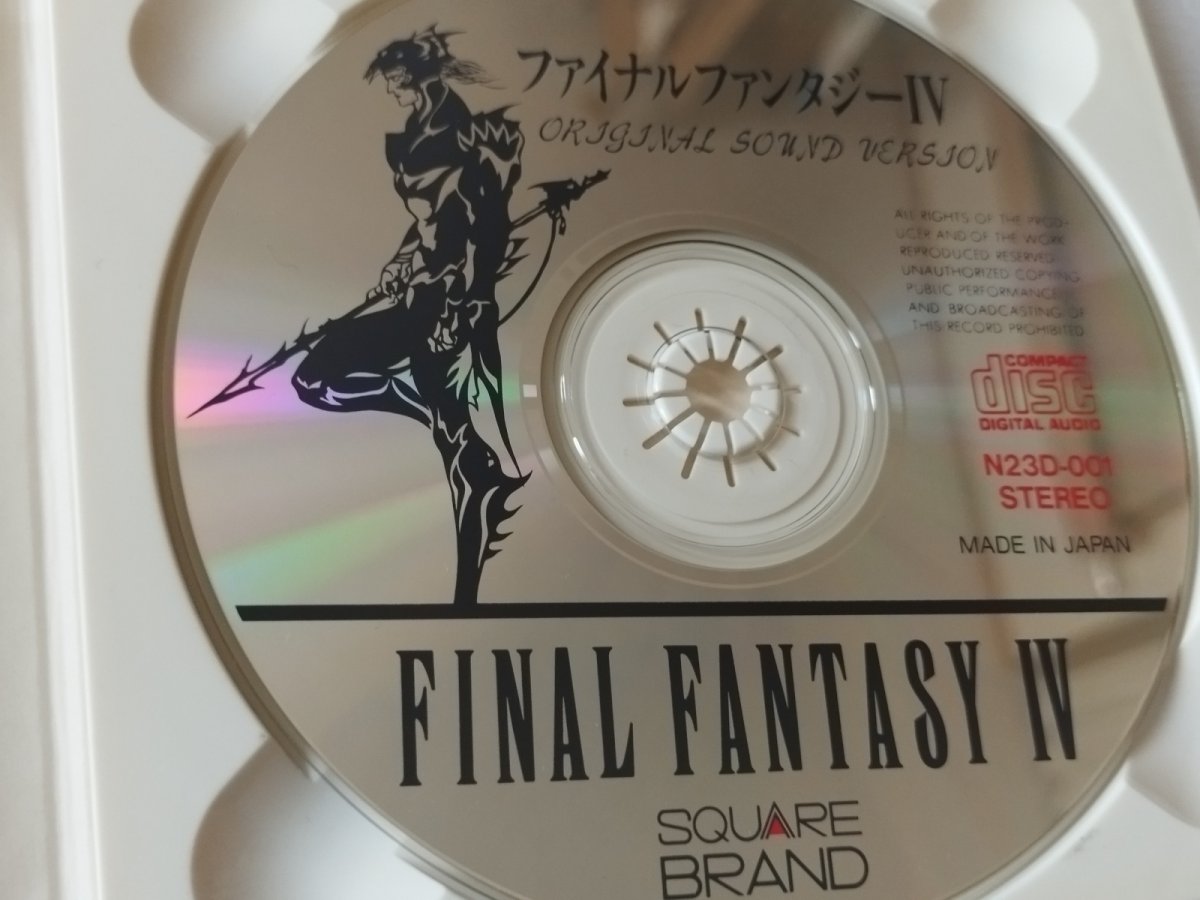 ファイナルファンタジーIV
ORIGINAL SOUND VERSION
ALL RIGHTS OF THE PROD-
UCER AND OF THE WORK
REPRODUCED RESERVED
UNAUTHORIZED COPYING,
PUBLIC PERFORMANCE
AND BROADCASTING OF
THIS RECORD PROHIBITED
COMPACT
disc
DIGITAL AUDIO
N23D-001
STEREO
MADE IN JAPAN
FINAL FANTASY IV
SQUARE
BRAND